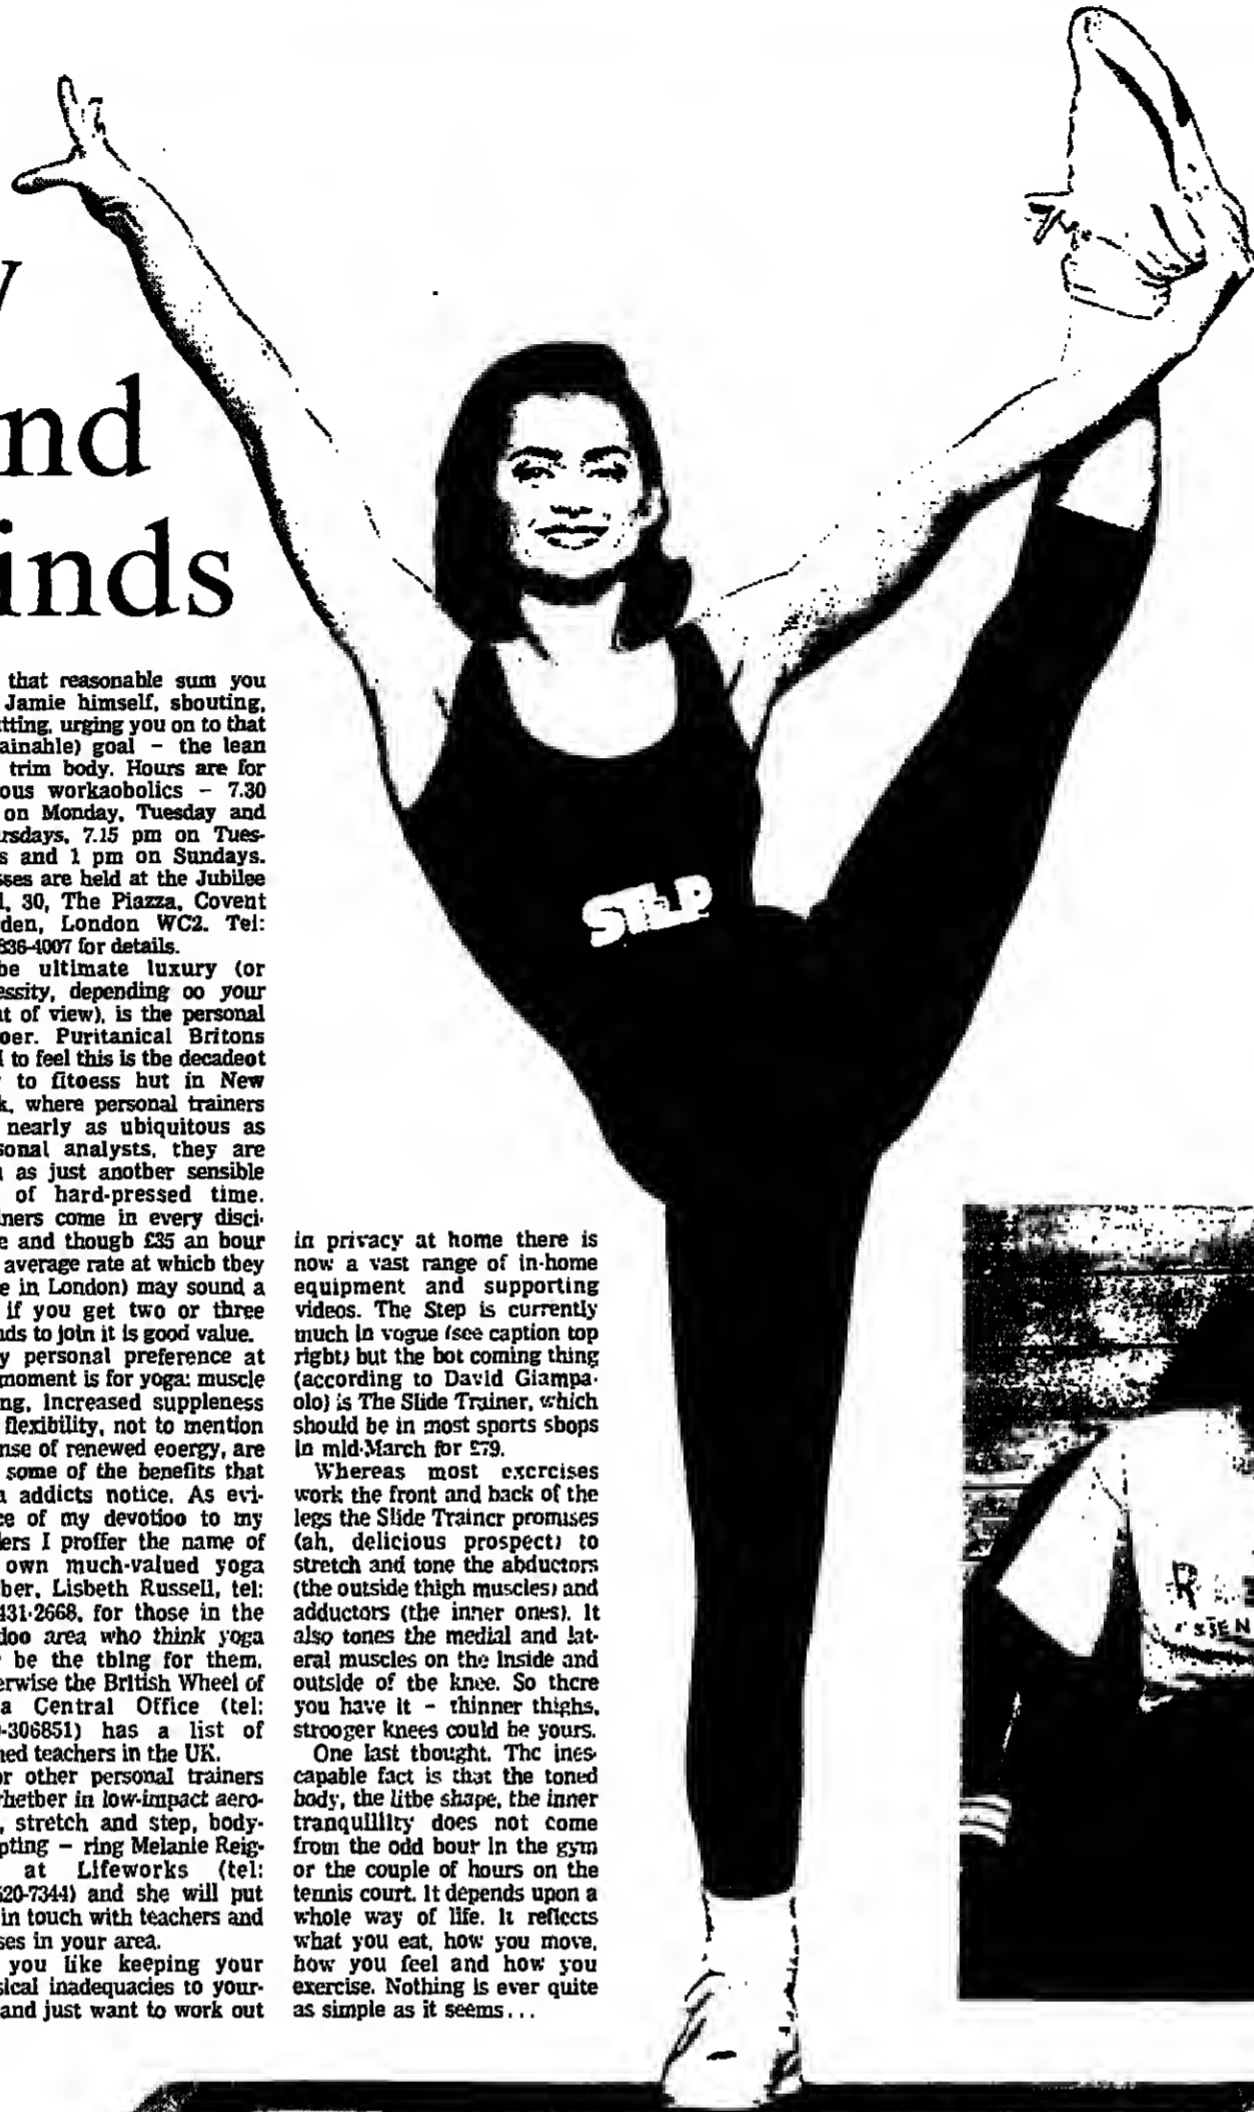 y
nd
inds
that reasonable sum you
Jamie himself, sbouting,
tting, urging you on to that
ainable) goal – the lean
trim body. Hours are for
ous workaobolics – 7.30
on Monday, Tuesday and
rsdays, 7.15 pm on Tues-
s and 1 pm on Sundays.
sses are held at the Jubilee
l, 30, The Piazza, Covent
den, London WC2. Tel:
836-4007 for details.
be ultimate luxury (or
essity, depending oo your
nt of view), is the personal
oer. Puritanical Britons
d to feel this is tbe decadeot
to fitoess hut in New
k, where personal trainers
nearly as ubiquitous as
sonal analysts, they are
n as just anotber sensible
of hard-pressed time.
ners come in every disci-
e and thougb £35 an bour
average rate at which they
e in London) may sound a
if you get two or three
nds to join it is good value.
y personal preference at
moment is for yoga: muscle
ng, increased suppleness
flexibility, not to mention
nse of renewed eoergy, are
some of the benefits that
a addicts notice. As evi-
ce of my devotioo to my
ders I proffer the name of
own much-valued yoga
ber, Lisbeth Russell, tel:
431-2668, for those in the
doo area who think yoga
be the tbing for them.
erwise the British Wheel of
a Central Office (tel:
-306851) has a list of
ned teachers in the UK.
or other personal trainers
hetber in low-impact aero-
, stretch and step, body-
pting – ring Melanie Reig-
at Lifeworks (tel:
520-7344) and she will put
in touch with teachers and
ses in your area.
you like keeping your
sical inadequacies to your-
and just want to work out
in privacy at home there is
now a vast range of in-home
equipment and supporting
videos. The Step is currently
much in vogue (see caption top
right) but the bot coming thing
(according to David Giampa-
olo) is The Slide Trainer, which
should be in most sports sbops
in mid-March for £79.
Whereas most exercises
work the front and back of the
legs the Slide Trainer promises
(ah, delicious prospect) to
stretch and tone the abductors
(the outside thigh muscles) and
adductors (the inner ones). It
also tones the medial and lat-
eral muscles on the inside and
outside of the knee. So there
you have it – thinner thighs,
strooger knees could be yours.
One last tbought. The ines-
capable fact is that the toned
body, the litbe shape, the inner
tranquillity does not come
from the odd bour in the gym
or the couple of hours on the
tennis court. It depends upon a
whole way of life. It reflects
what you eat, how you move,
how you feel and how you
exercise. Nothing is ever quite
as simple as it seems...
STEP
R
SSEN